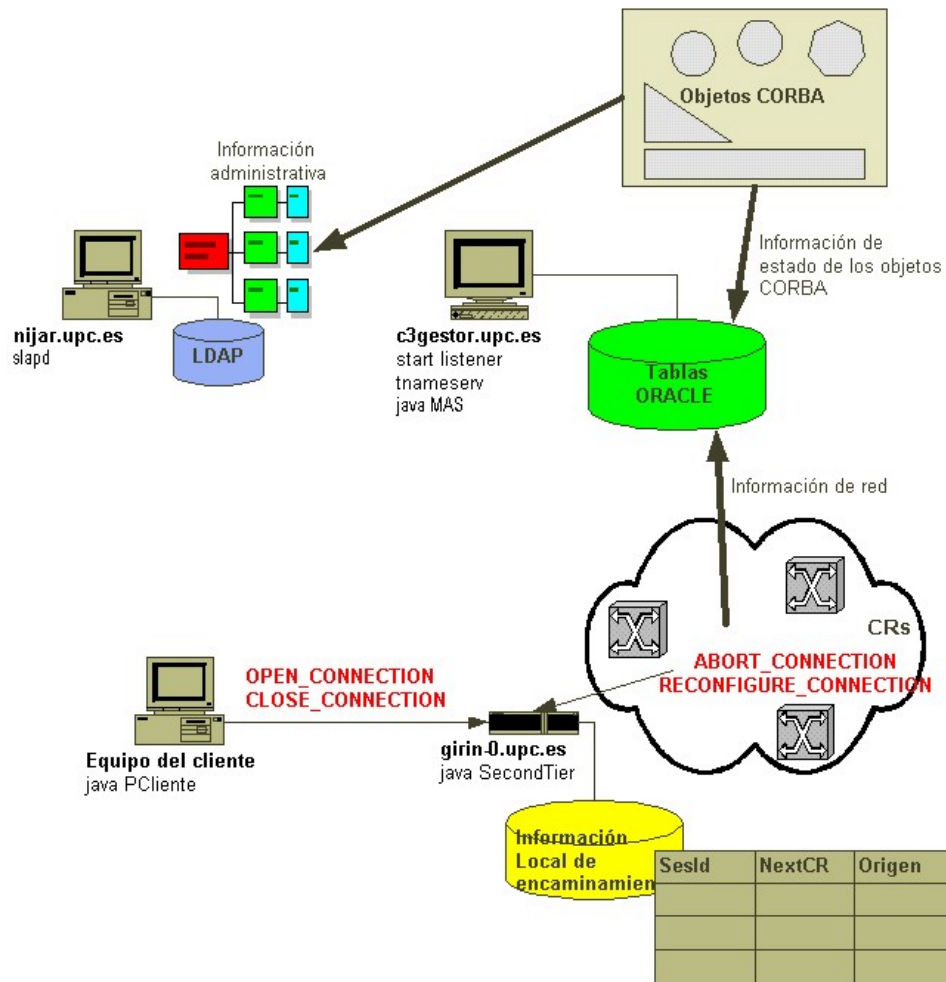 Objetos CORBA
Información
administrativa
Información de
estado de los objetos
CORBA
nijar.upc.es
slapd
LDAP
c3gestor.upc.es
start listener
tnameserv
java MAS
Tablas
ORACLE
Información de red
CRs
ABORT_CONNECTION
RECONFIGURE_CONNECTION
OPEN_CONNECTION
CLOSE_CONNECTION
Equipo del cliente
java PCliente
girin-0.upc.es
java SecondTier
Información
Local de
encaminamien
SesId NextCR Origen